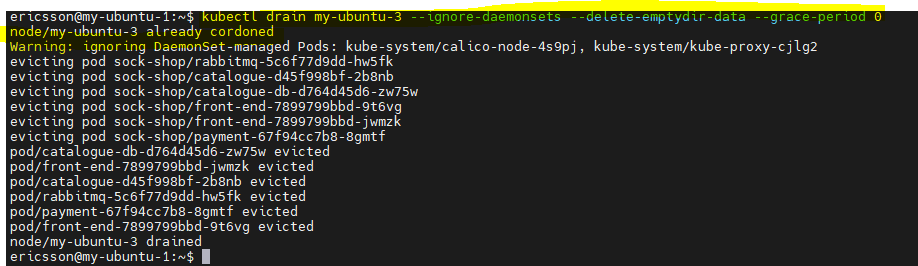 ericsson@my-ubuntu-1:~$ kubectl drain my-ubuntu-3 --ignore-daemonsets --delete-emptydir-data --grace-period 0
node/my-ubuntu-3 already cordoned
Warning: ignoring DaemonSet-managed Pods: kube-system/calico-node-4s9pj, kube-system/kube-proxy-cjlg2
evicting pod sock-shop/rabbitmq-5c6f77d9dd-hw5fk
evicting pod sock-shop/catalogue-d45f998bf-2b8nb
evicting pod sock-shop/catalogue-db-d764d45d6-zw75w
evicting pod sock-shop/front-end-7899799bbd-9t6vg
evicting pod sock-shop/front-end-7899799bbd-jwmzk
evicting pod sock-shop/payment-67f94cc7b8-8gmtf
pod/catalogue-db-d764d45d6-zw75w evicted
pod/front-end-7899799bbd-jwmzk evicted
pod/catalogue-d45f998bf-2b8nb evicted
pod/rabbitmq-5c6f77d9dd-hw5fk evicted
pod/payment-67f94cc7b8-8gmtf evicted
pod/front-end-7899799bbd-9t6vg evicted
node/my-ubuntu-3 drained
ericsson@my-ubuntu-1:~$